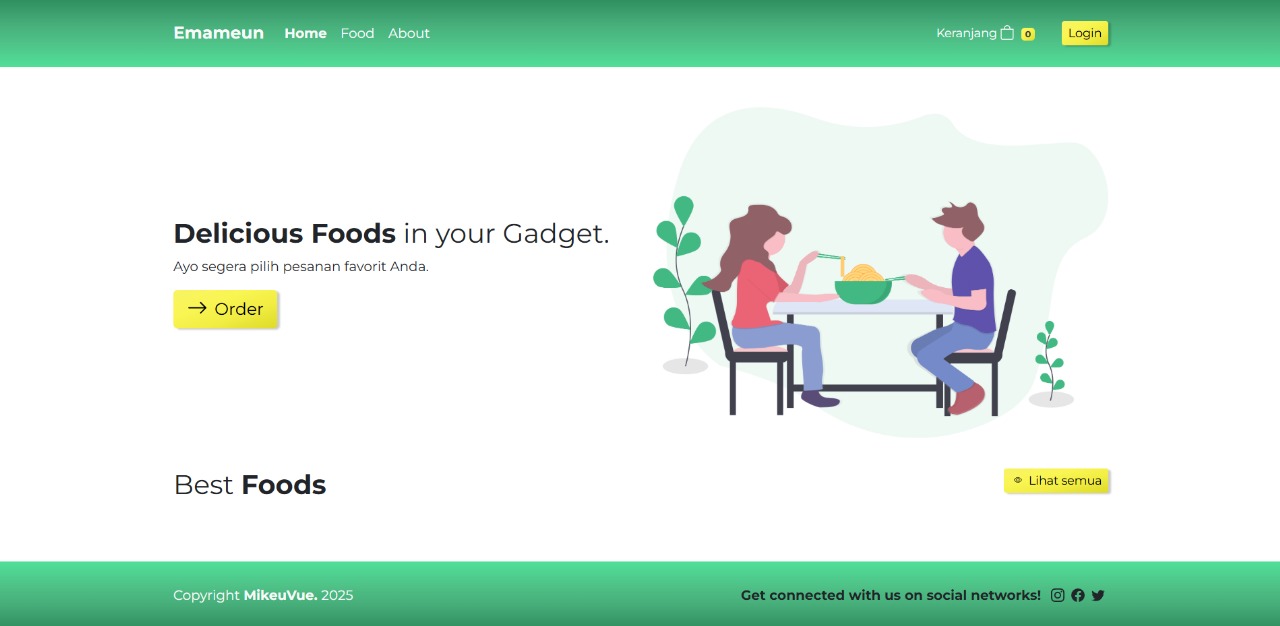 Emameun Home Food About Keranjang 0 Login
Delicious Foods in your Gadget.
Ayo segera pilih pesanan favorit Anda.
→ Order
Best Foods
Lihat semua
Copyright MikeuVue. 2025
Get connected with us on social networks!